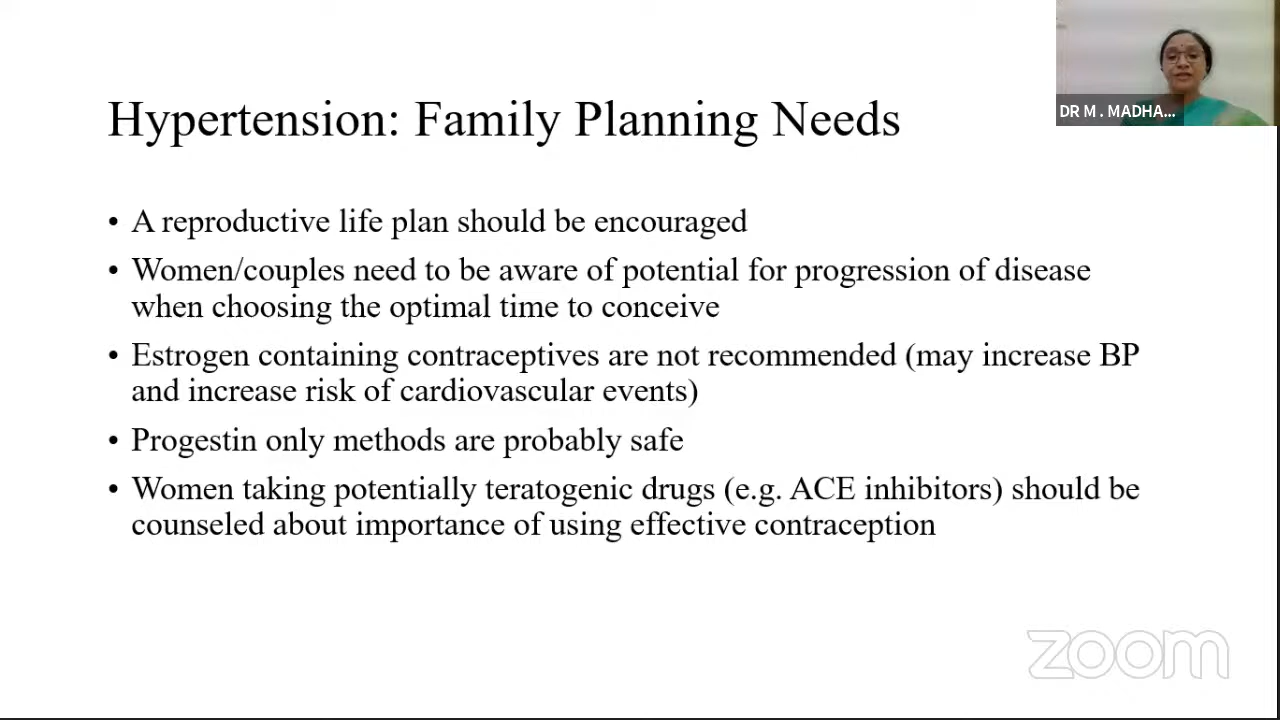 DR M . MADHA...
Hypertension: Family Planning Needs
• A reproductive life plan should be encouraged
• Women/couples need to be aware of potential for progression of disease
when choosing the optimal time to conceive
• Estrogen containing contraceptives are not recommended (may increase BP
and increase risk of cardiovascular events)
• Progestin only methods are probably safe
• Women taking potentially teratogenic drugs (e.g. ACE inhibitors) should be
counseled about importance of using effective contraception
zoom